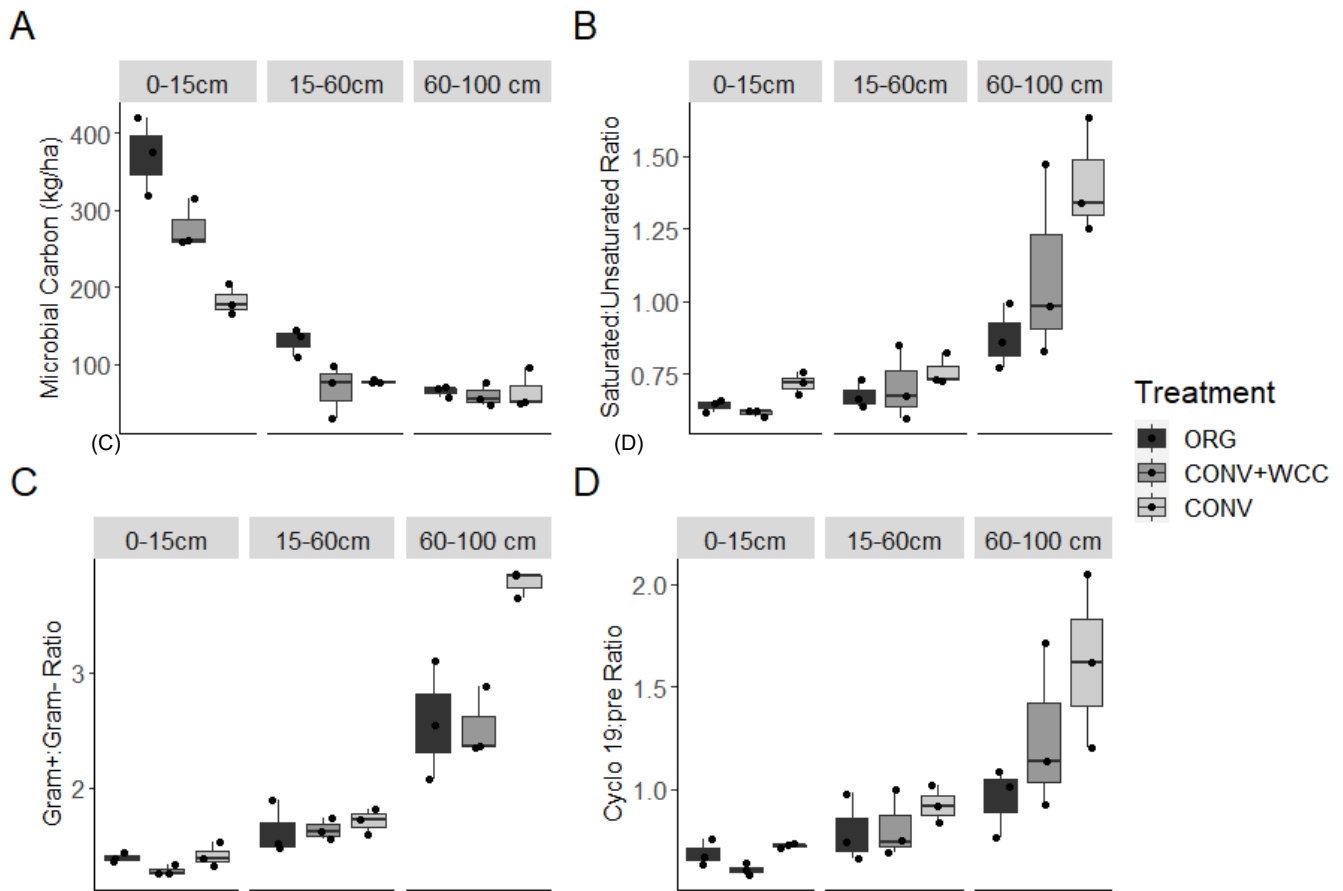 A
B
0-15cm 15-60cm 60-100 cm
0-15cm 15-60cm 60-100 cm
Microbial Carbon (kg/ha)
400
300
200
100
Saturated:Unsaturated Ratio
1.50
1.25
1.00
0.75
(C)
(D)
Treatment
ORG
CONV+WCC
CONV
C
D
0-15cm 15-60cm 60-100 cm
0-15cm 15-60cm 60-100 cm
Gram+:Gram- Ratio
3
2
Cyclo 19:pre Ratio
2.0
1.5
1.0